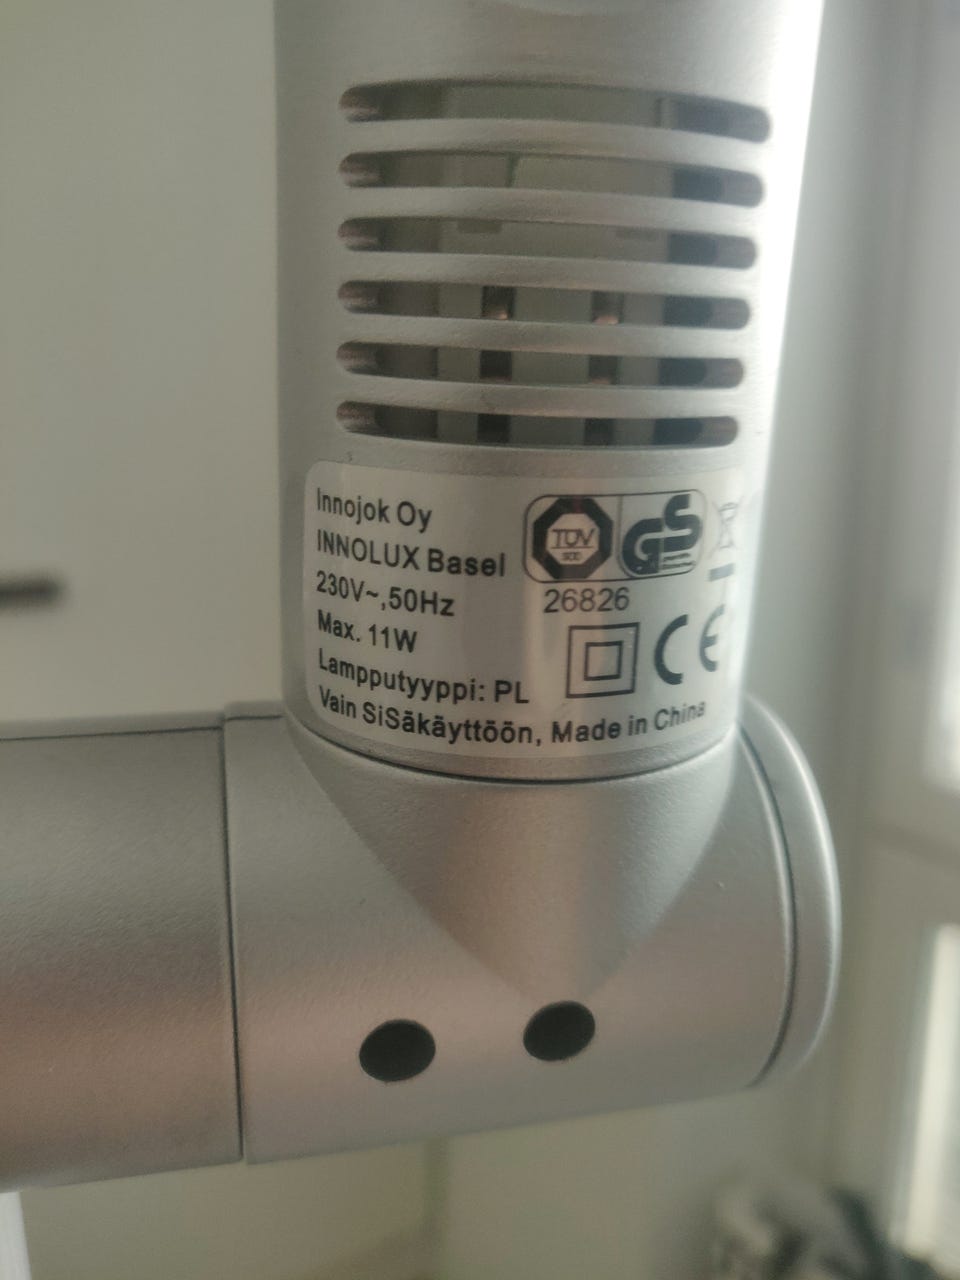 Innojok Oy
INNOLUX Basel
230V~,50Hz
Max. 11W
Lampputyyppi: PL
Vain SiSäkäyttöön, Made in China
TÜV
GS
26826
CE